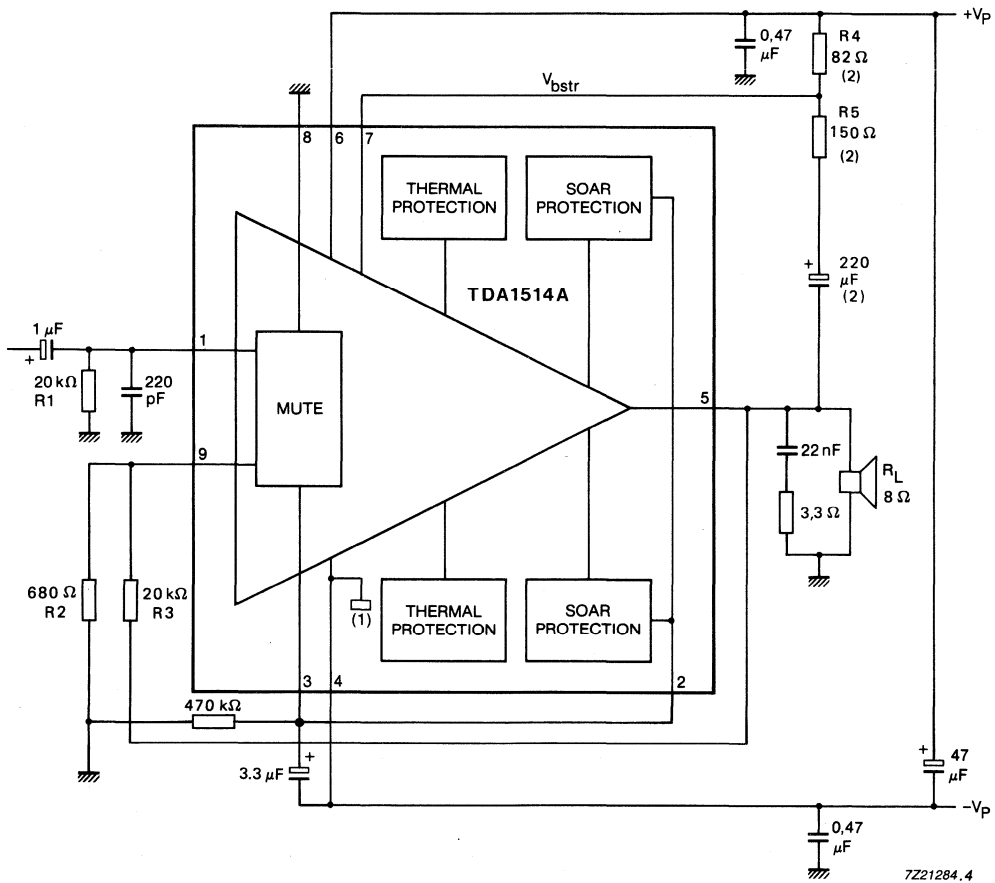 +VP
0,47
μF
R4
82 Ω
(2)
Vbstr
R5
150 Ω
(2)
8
6
7
THERMAL
PROTECTION
SOAR
PROTECTION
TDA1514A
+
220
μF
(2)
1 μF
+
1
20 kΩ
R1
220
pF
MUTE
5
9
22 nF
RL
8 Ω
3,3 Ω
680 Ω
R2
20 kΩ
R3
(1)
THERMAL
PROTECTION
SOAR
PROTECTION
3
4
2
470 kΩ
+
3.3 μF
+
47
μF
−VP
0,47
μF
7Z21284.4